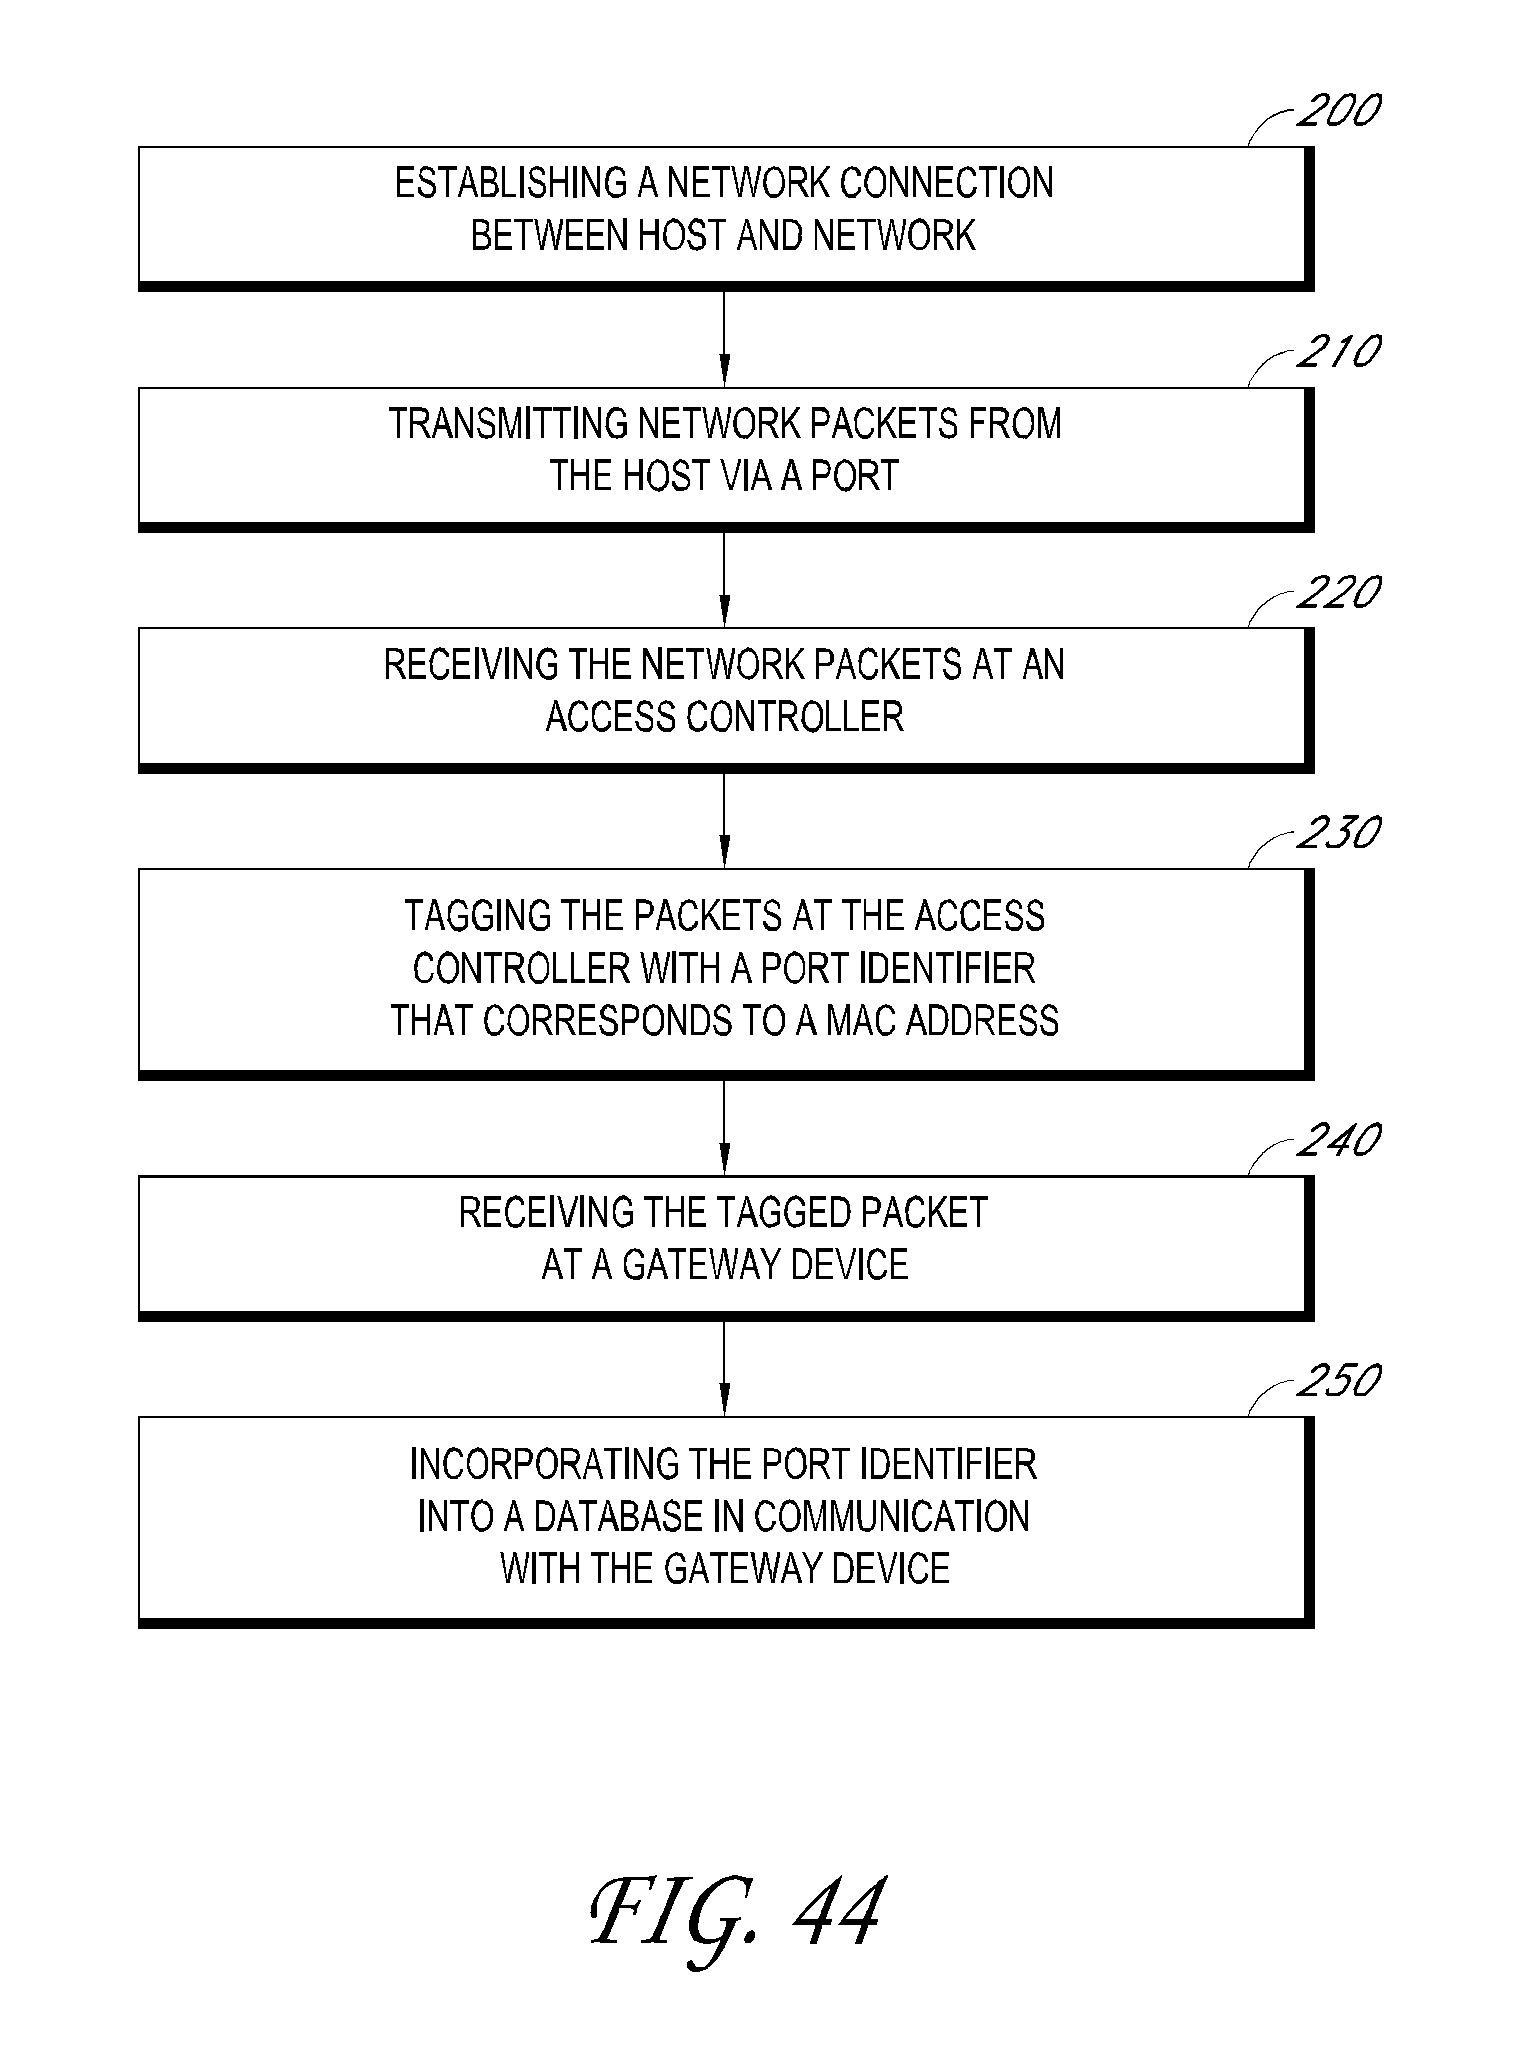 200
ESTABLISHING A NETWORK CONNECTION
BETWEEN HOST AND NETWORK
210
TRANSMITTING NETWORK PACKETS FROM
THE HOST VIA A PORT
220
RECEIVING THE NETWORK PACKETS AT AN
ACCESS CONTROLLER
230
TAGGING THE PACKETS AT THE ACCESS
CONTROLLER WITH A PORT IDENTIFIER
THAT CORRESPONDS TO A MAC ADDRESS
240
RECEIVING THE TAGGED PACKET
AT A GATEWAY DEVICE
250
INCORPORATING THE PORT IDENTIFIER
INTO A DATABASE IN COMMUNICATION
WITH THE GATEWAY DEVICE
FIG. 44